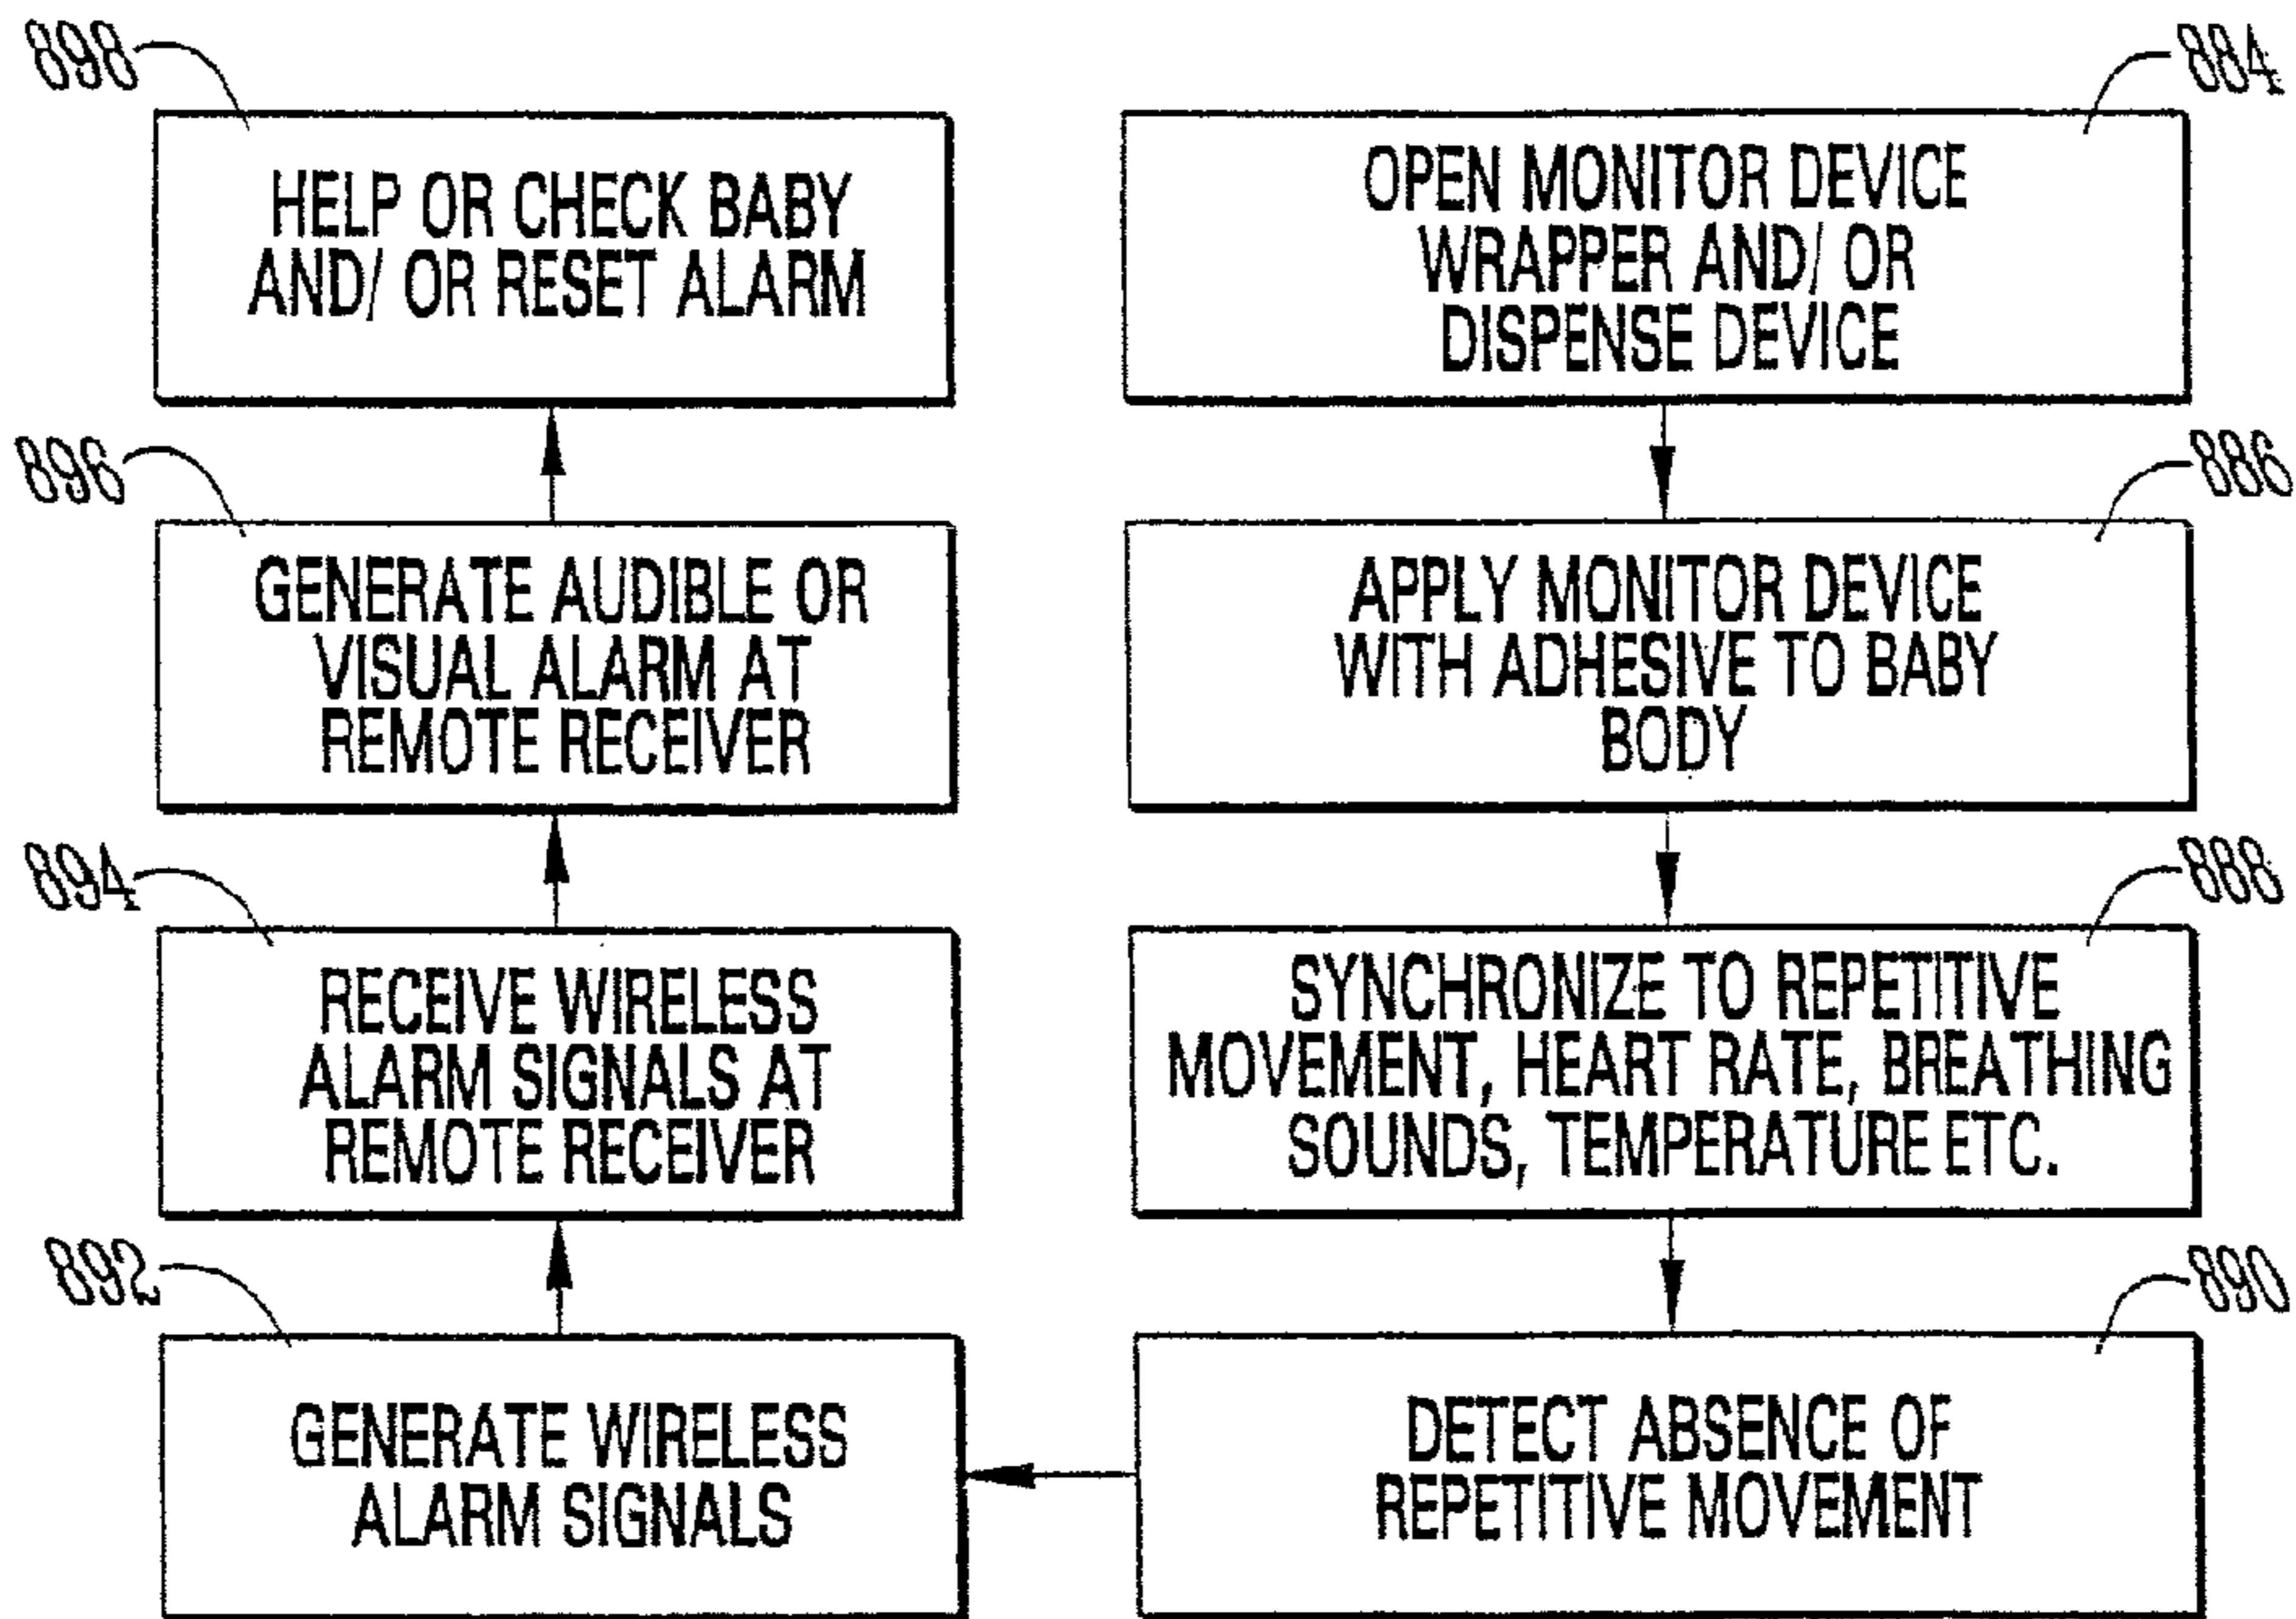 898
HELP OR CHECK BABY
AND/ OR RESET ALARM
884
OPEN MONITOR DEVICE
WRAPPER AND/ OR
DISPENSE DEVICE
896
GENERATE AUDIBLE OR
VISUAL ALARM AT
REMOTE RECEIVER
886
APPLY MONITOR DEVICE
WITH ADHESIVE TO BABY
BODY
894
RECEIVE WIRELESS
ALARM SIGNALS AT
REMOTE RECEIVER
888
SYNCHRONIZE TO REPETITIVE
MOVEMENT, HEART RATE, BREATHING
SOUNDS, TEMPERATURE ETC.
892
GENERATE WIRELESS
ALARM SIGNALS
890
DETECT ABSENCE OF
REPETITIVE MOVEMENT